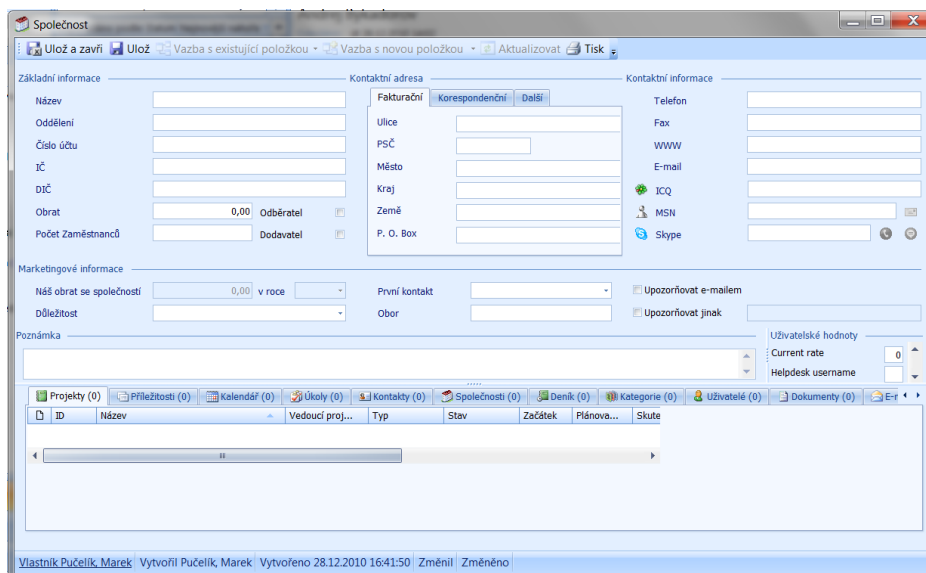 Společnost
Ulož a zavři Ulož Vazba s existující položkou Vazba s novou položkou Aktualizovat Tisk
Základní informace
Kontaktní adresa
Kontaktní informace
Název
Fakturační Korespondenční Další
Telefon
Oddělení
Ulice
Fax
Číslo účtu
PSČ
WWW
IČ
Město
E-mail
DIČ
Kraj
ICQ
Obrat 0,00 Odběratel
Země
MSN
Počet Zaměstnanců Dodavatel
P. O. Box
Skype
Marketingové informace
Náš obrat se společností 0,00 v roce
První kontakt
Upozorňovat e-mailem
Důležitost
Obor
Upozorňovat jinak
Poznámka
Uživatelské hodnoty
Current rate 0
Helpdesk username
Projekty (0) Příležitosti (0) Kalendář (0) Úkoly (0) Kontakty (0) Společnosti (0) Deník (0) Kategorie (0) Uživatelé (0) Dokumenty (0)
ID Název Vedoucí proj... Typ Stav Začátek Plánova... Skute
Vlastník Pučelík, Marek Vytvořil Pučelík, Marek Vytvořeno 28.12.2010 16:41:50 Změnil Změněno